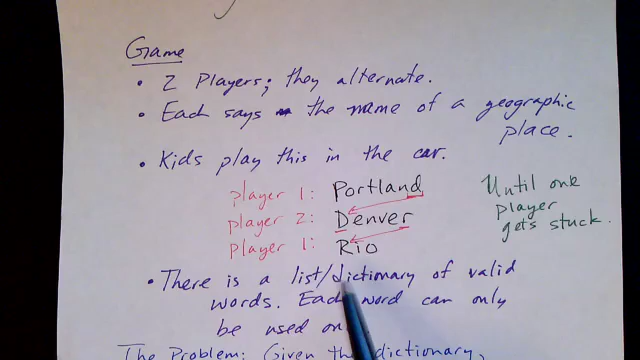 Game
• 2 Players; they alternate.
• Each says the name of a geographic
place.
• Kids play this in the car.
player 1: Portland
player 2: Denver
player 1: Rio
Until one
player
gets stuck.
• There is a list/dictionary of valid
words. Each word can only
be used on
The Problem: Given the dictionary,